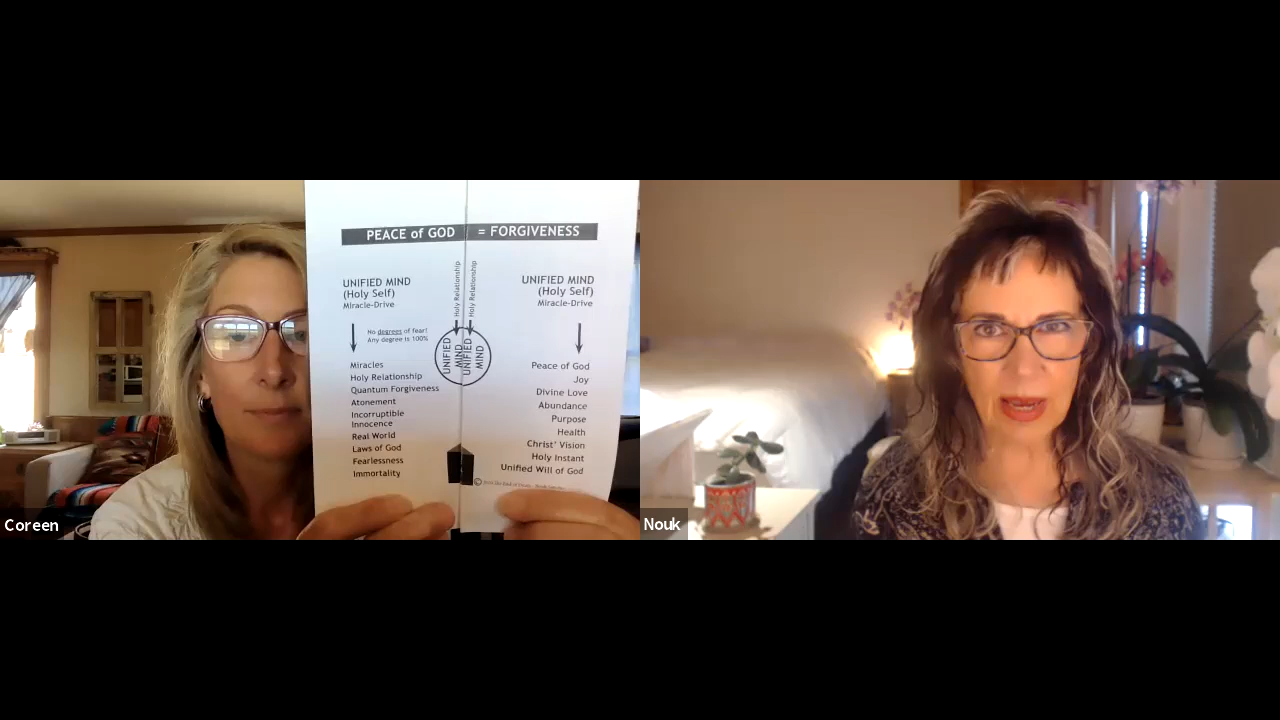 PEACE of GOD = FORGIVENESS
Holy Relationship
Holy Relationship
UNIFIED MIND
(Holy Self)
Miracle-Drive
No degrees of fear!
Any degree is 100%
Miracles
Holy Relationship
Quantum Forgiveness
Atonement
Incorruptible
Innocence
Real World
Laws of God
Fearlessness
Immortality
UNIFIED
MIND
UNIFIED
MIND
UNIFIED MIND
(Holy Self)
Miracle-Drive
Peace of God
Joy
Divine Love
Abundance
Purpose
Health
Christ' Vision
Holy Instant
Unified Will of God
©
Coreen
Nouk